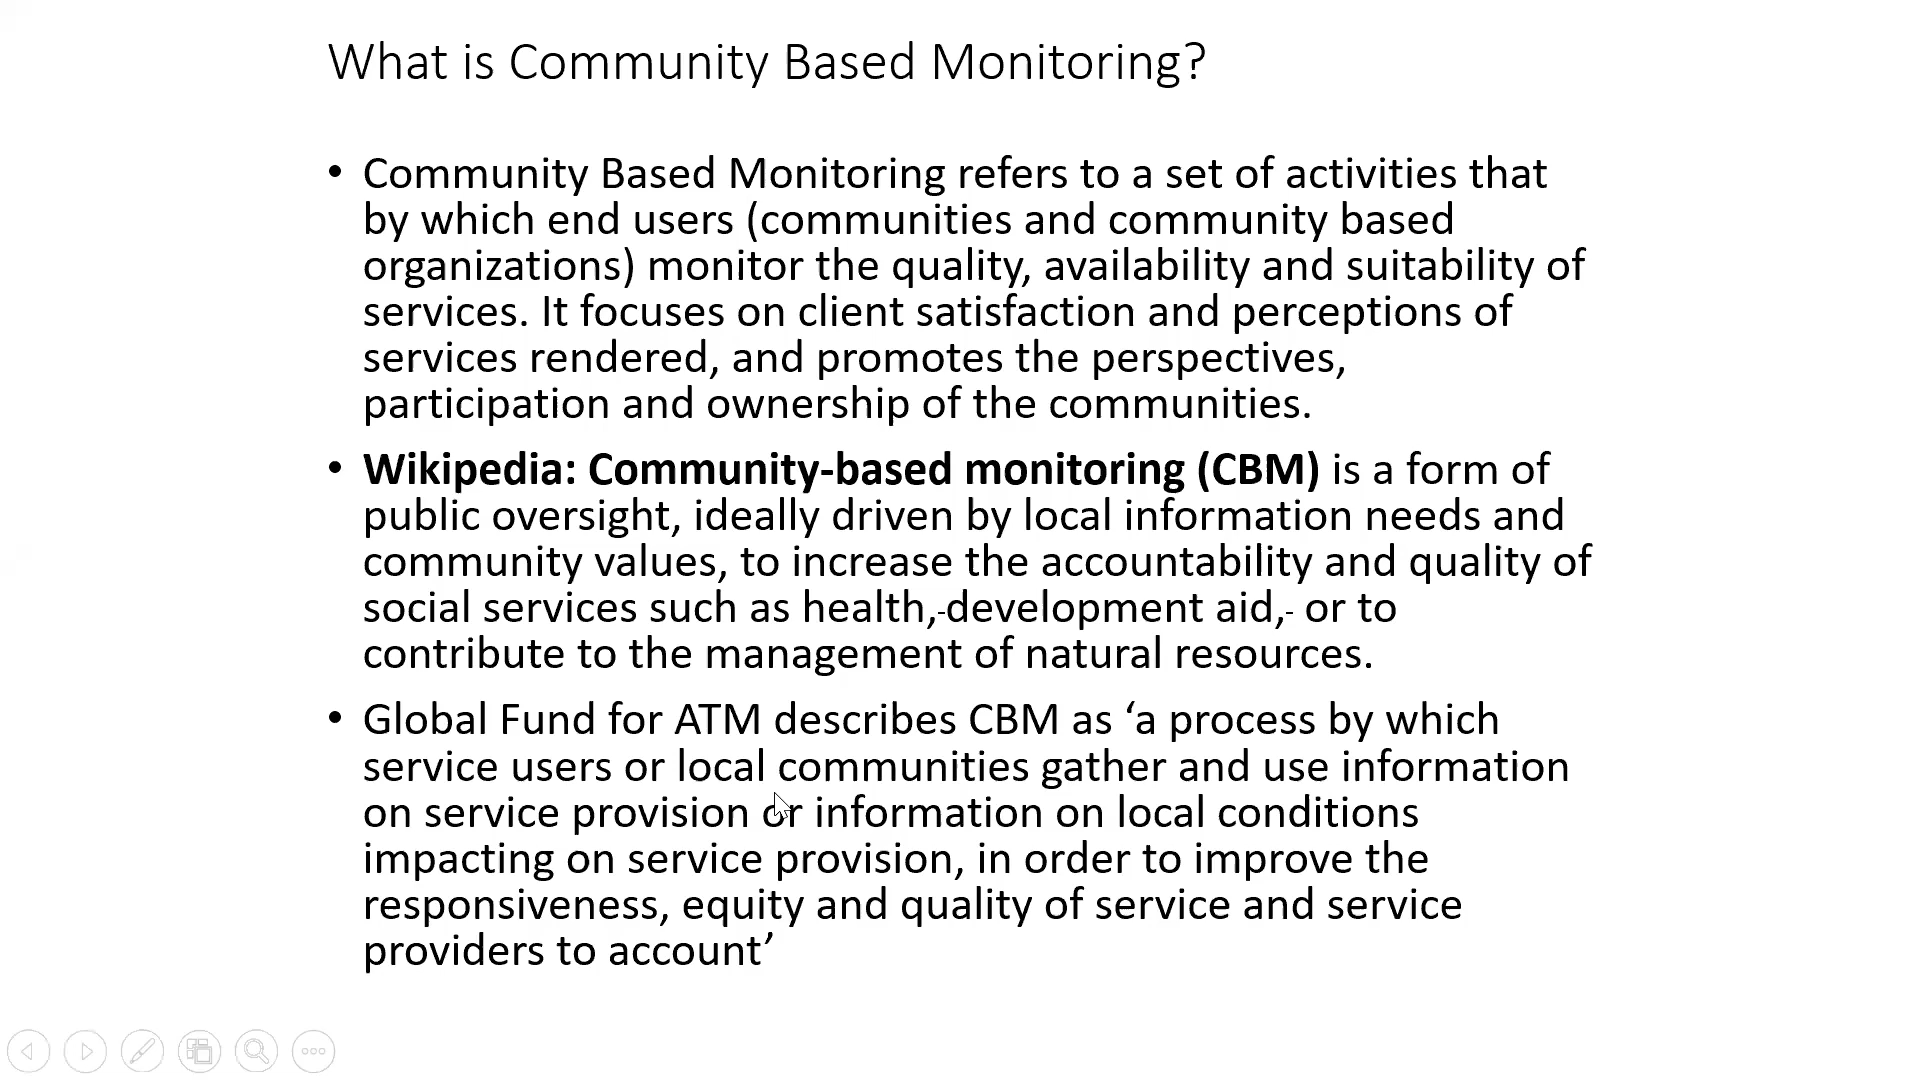 What is Community Based Monitoring?
• Community Based Monitoring refers to a set of activities that
by which end users (communities and community based
organizations) monitor the quality, availability and suitability of
services. It focuses on client satisfaction and perceptions of
services rendered, and promotes the perspectives,
participation and ownership of the communities.
• Wikipedia: Community-based monitoring (CBM) is a form of
public oversight, ideally driven by local information needs and
community values, to increase the accountability and quality of
social services such as health,-development aid,- or to
contribute to the management of natural resources.
• Global Fund for ATM describes CBM as ‘a process by which
service users or local communities gather and use information
on service provision or information on local conditions
impacting on service provision, in order to improve the
responsiveness, equity and quality of service and service
providers to account’